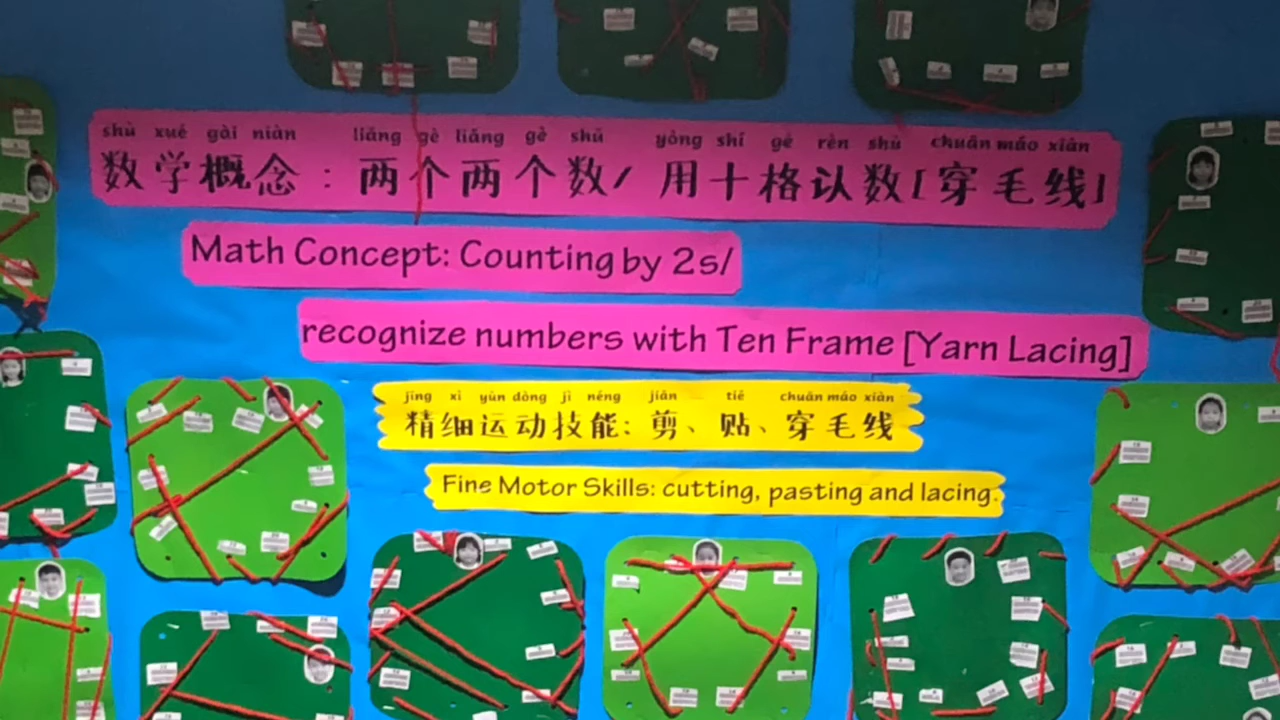 shù xué gài niàn liǎng gè liǎng gè shǔ yòng shí gé rèn shù chuān máo xiàn
数学概念：两个两个数/ 用十格认数[穿毛线]
Math Concept: Counting by 2s/
recognize numbers with Ten Frame [Yarn Lacing]
jīng xì yùn dòng jì néng jiǎn tiē chuān máo xiàn
精细运动技能：剪、贴、穿毛线
Fine Motor Skills: cutting, pasting and lacing.